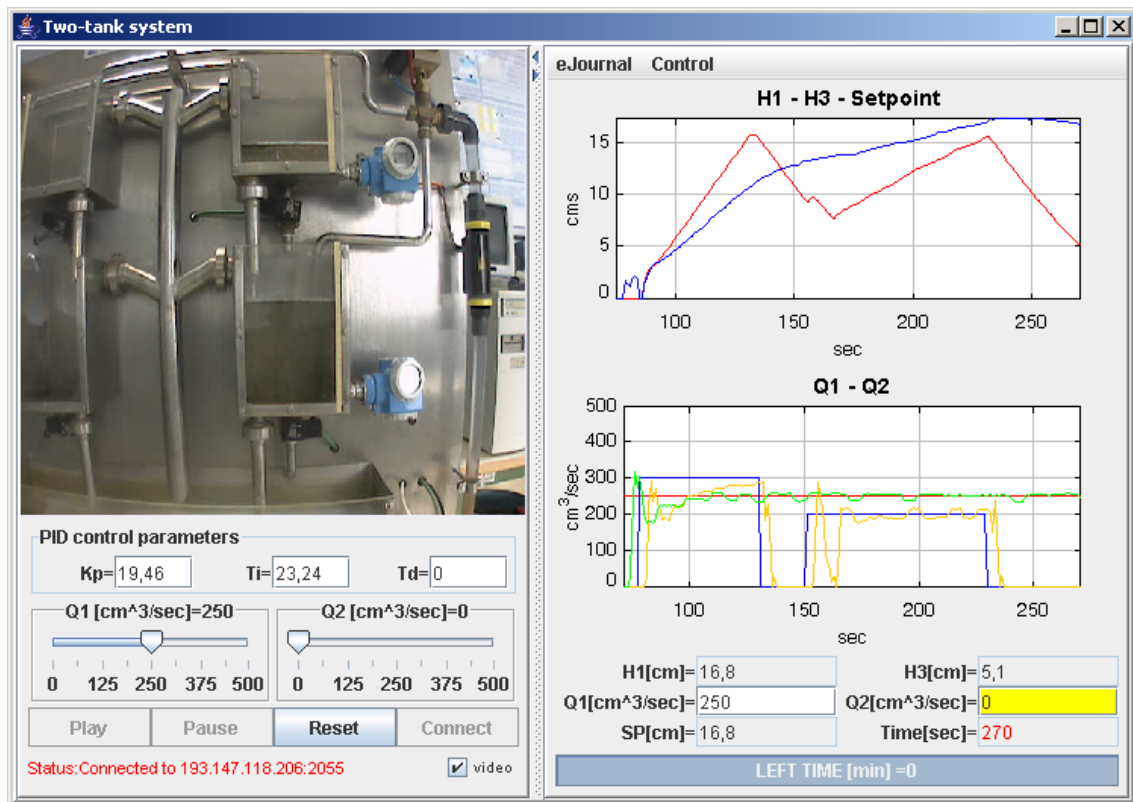 Two-tank system
PID control parameters
Kp= 19,46 Ti= 23,24 Td= 0
Q1 [cm^3/sec]=250 Q2 [cm^3/sec]=0
0 125 250 375 500 0 125 250 375 500
Play Pause Reset Connect
Status:Connected to 193.147.118.206:2055 video
eJournal Control
H1 - H3 - Setpoint
cms
15
10
5
0
100 150 200 250
sec
Q1 - Q2
cm^3/sec
500
400
300
200
100
0
100 150 200 250
sec
H1[cm]= 16,8 H3[cm]= 5,1
Q1[cm^3/sec]= 250 Q2[cm^3/sec]= 0
SP[cm]= 16,8 Time[sec]= 270
LEFT TIME [min] =0